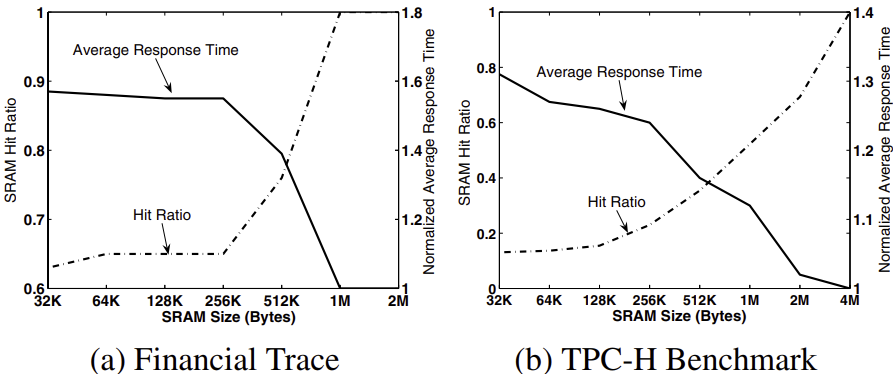 1
0.9
0.8
0.7
0.6
SRAM Hit Ratio
Average Response Time
Hit Ratio
1.8
1.6
1.4
1.2
1
Normalized Average Response Time
32K 64K 128K 256K 512K 1M 2M
SRAM Size (Bytes)
(a) Financial Trace
1
0.8
0.6
0.4
0.2
0
SRAM Hit Ratio
Average Response Time
Hit Ratio
1.4
1.3
1.2
1.1
1
Normalized Average Response Time
32K 64K 128K 256K 512K 1M 2M 4M
SRAM Size (Bytes)
(b) TPC-H Benchmark